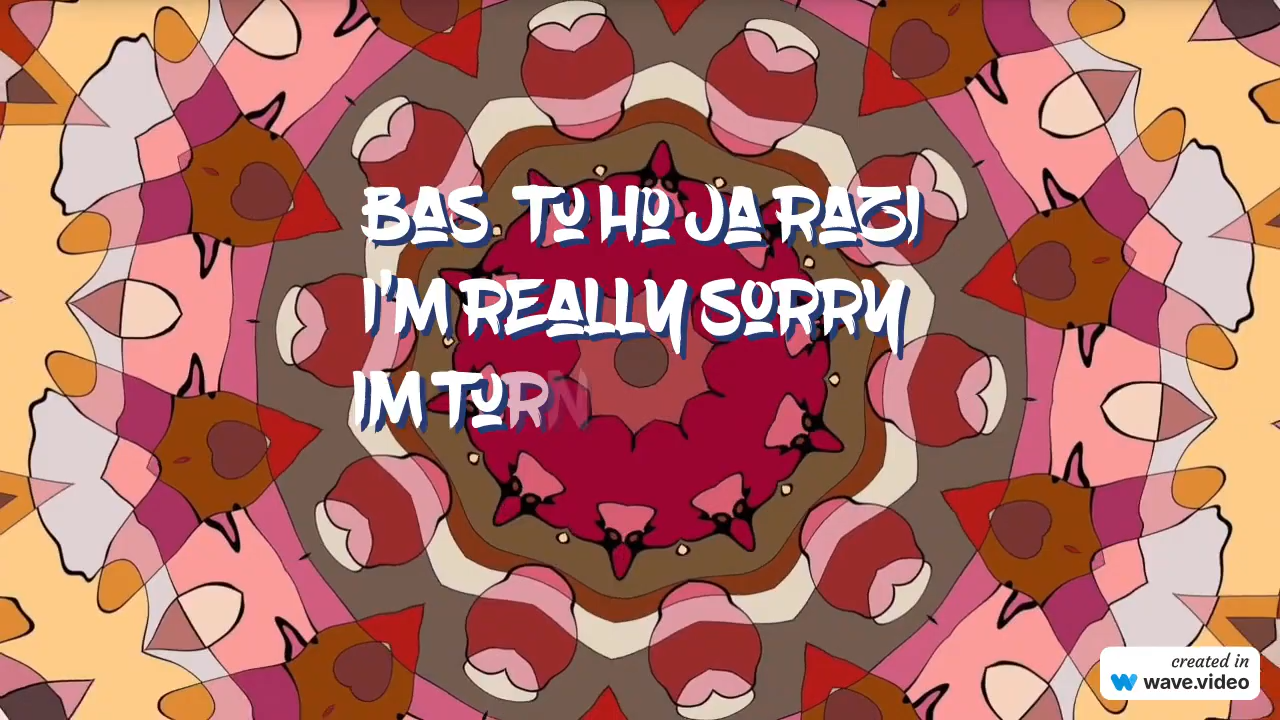 BAS TU HO JA RAZI
I'M REALLY SORRY
IM TURN
created in
wave.video